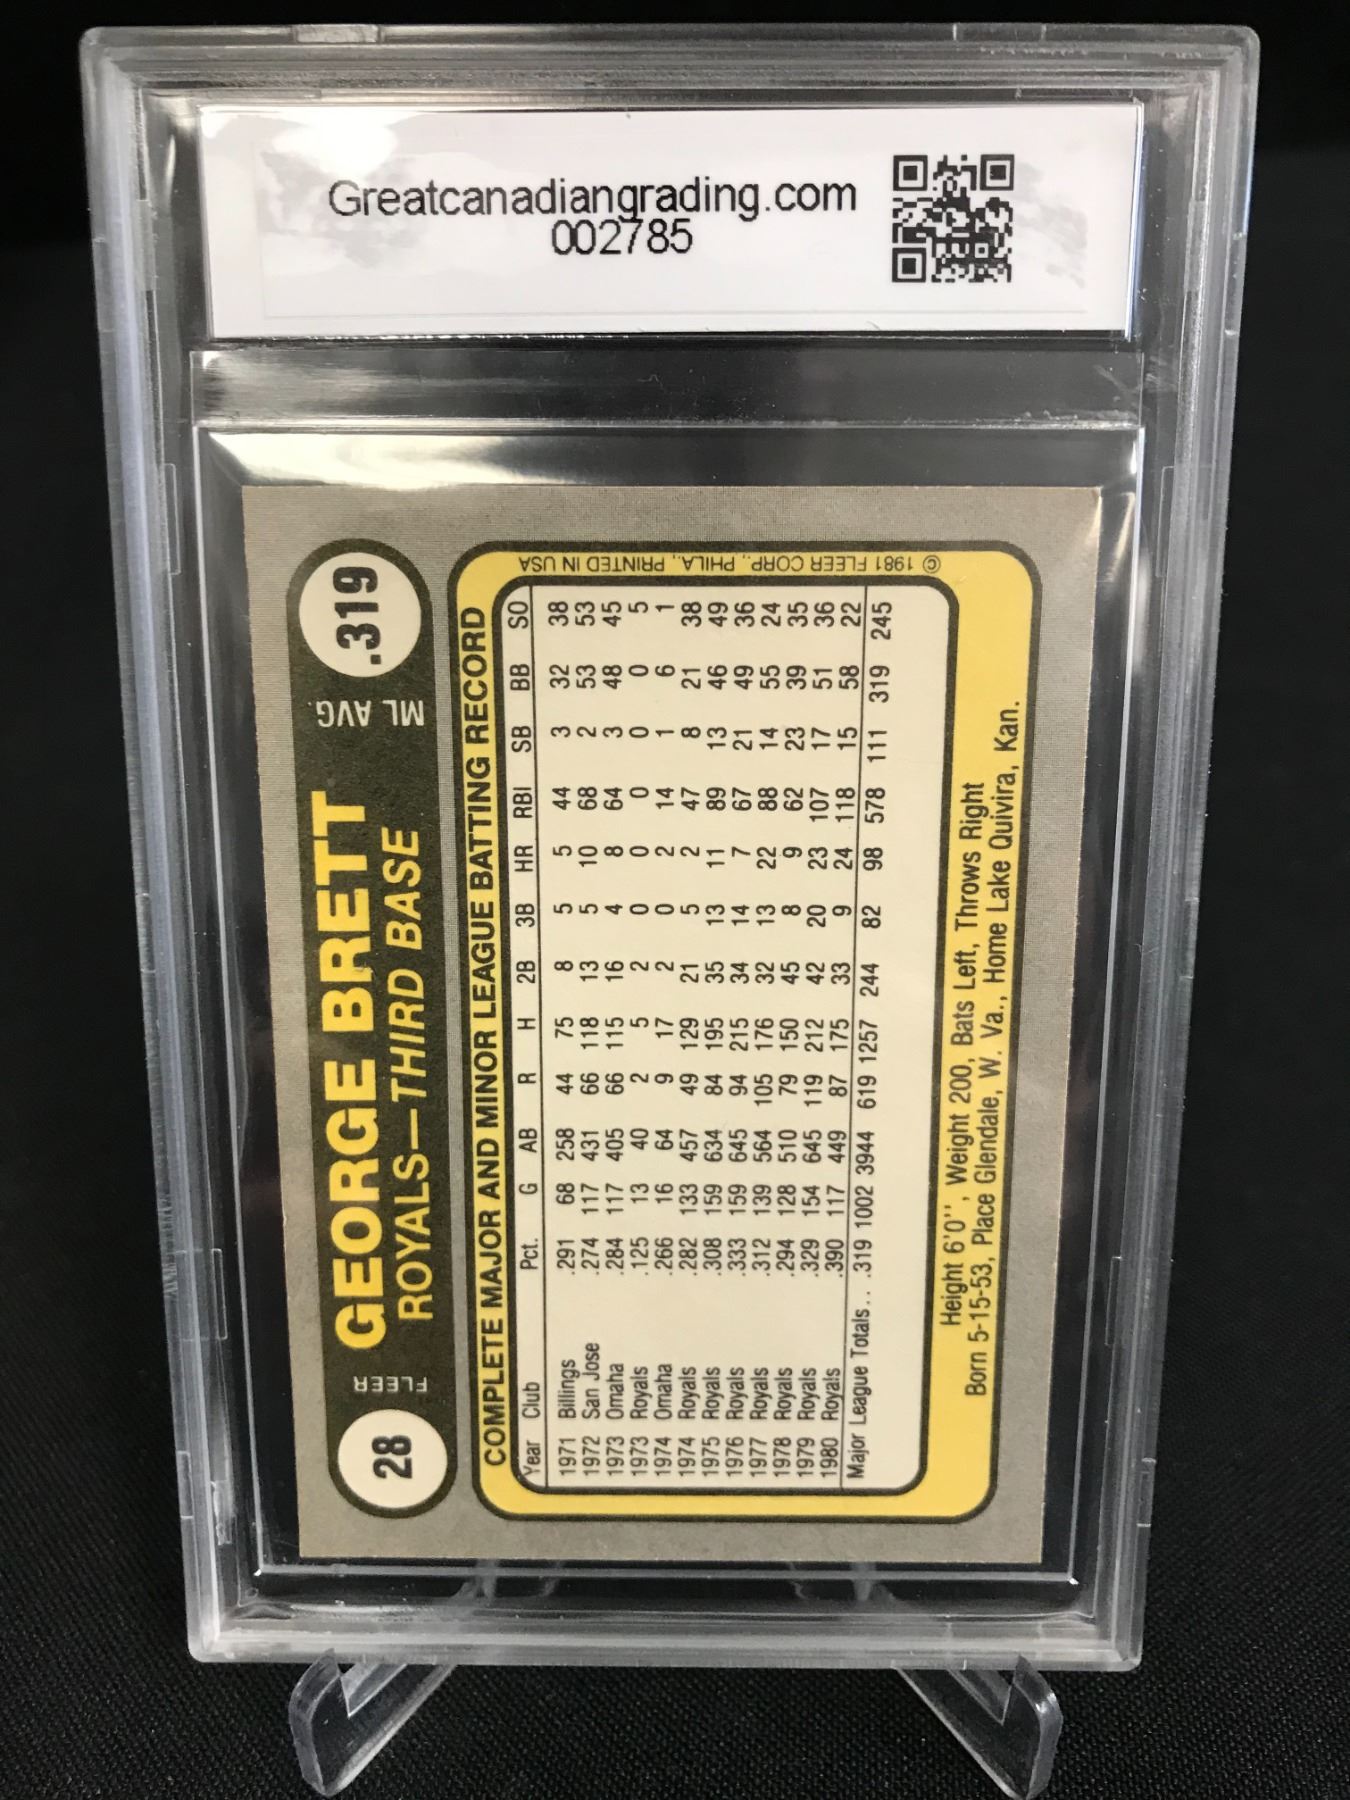 Greatcanadiangrading.com
002785
28
FLEER
GEORGE BRETT
ROYALS—THIRD BASE
ML AVG.
.319
COMPLETE MAJOR AND MINOR LEAGUE BATTING RECORD
Year Club Pct. G AB R H 2B 3B HR RBI SB BB SO
1971 Billings .291 68 258 44 75 8 5 5 44 3 32 38
1972 San Jose .274 117 431 66 118 13 5 10 68 2 53 53
1973 Omaha .284 117 405 66 115 16 4 8 64 3 48 45
1973 Royals .125 13 40 2 5 2 0 0 0 0 0 5
1974 Omaha .266 16 64 9 17 2 0 2 14 1 6 1
1974 Royals .282 133 457 49 129 21 5 2 47 8 21 38
1975 Royals .308 159 634 84 195 35 13 11 89 13 46 49
1976 Royals .333 159 645 94 215 34 14 7 67 21 49 36
1977 Royals .312 139 564 105 176 32 13 22 88 14 55 24
1978 Royals .294 128 510 79 150 45 8 9 62 23 39 35
1979 Royals .329 154 645 119 212 42 20 23 107 17 51 36
1980 Royals .390 117 449 87 175 33 9 24 118 15 58 22
Major League Totals.. .319 1002 3944 619 1257 244 82 98 578 111 319 245
Height 6'0'', Weight 200, Bats Left, Throws Right
Born 5-15-53, Place Glendale, W. Va., Home Lake Quivira, Kan.
© 1981 FLEER CORP., PHILA., PRINTED IN USA